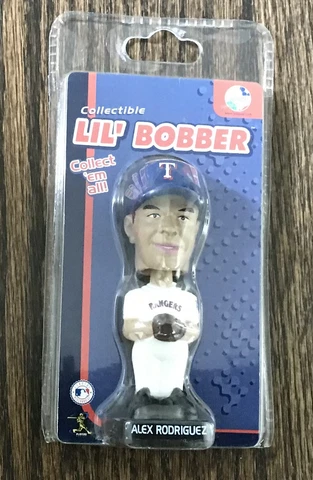 Collectible
LIL' BOBBER
Collect
'em
all!
T
RANGERS
ALEX RODRIGUEZ